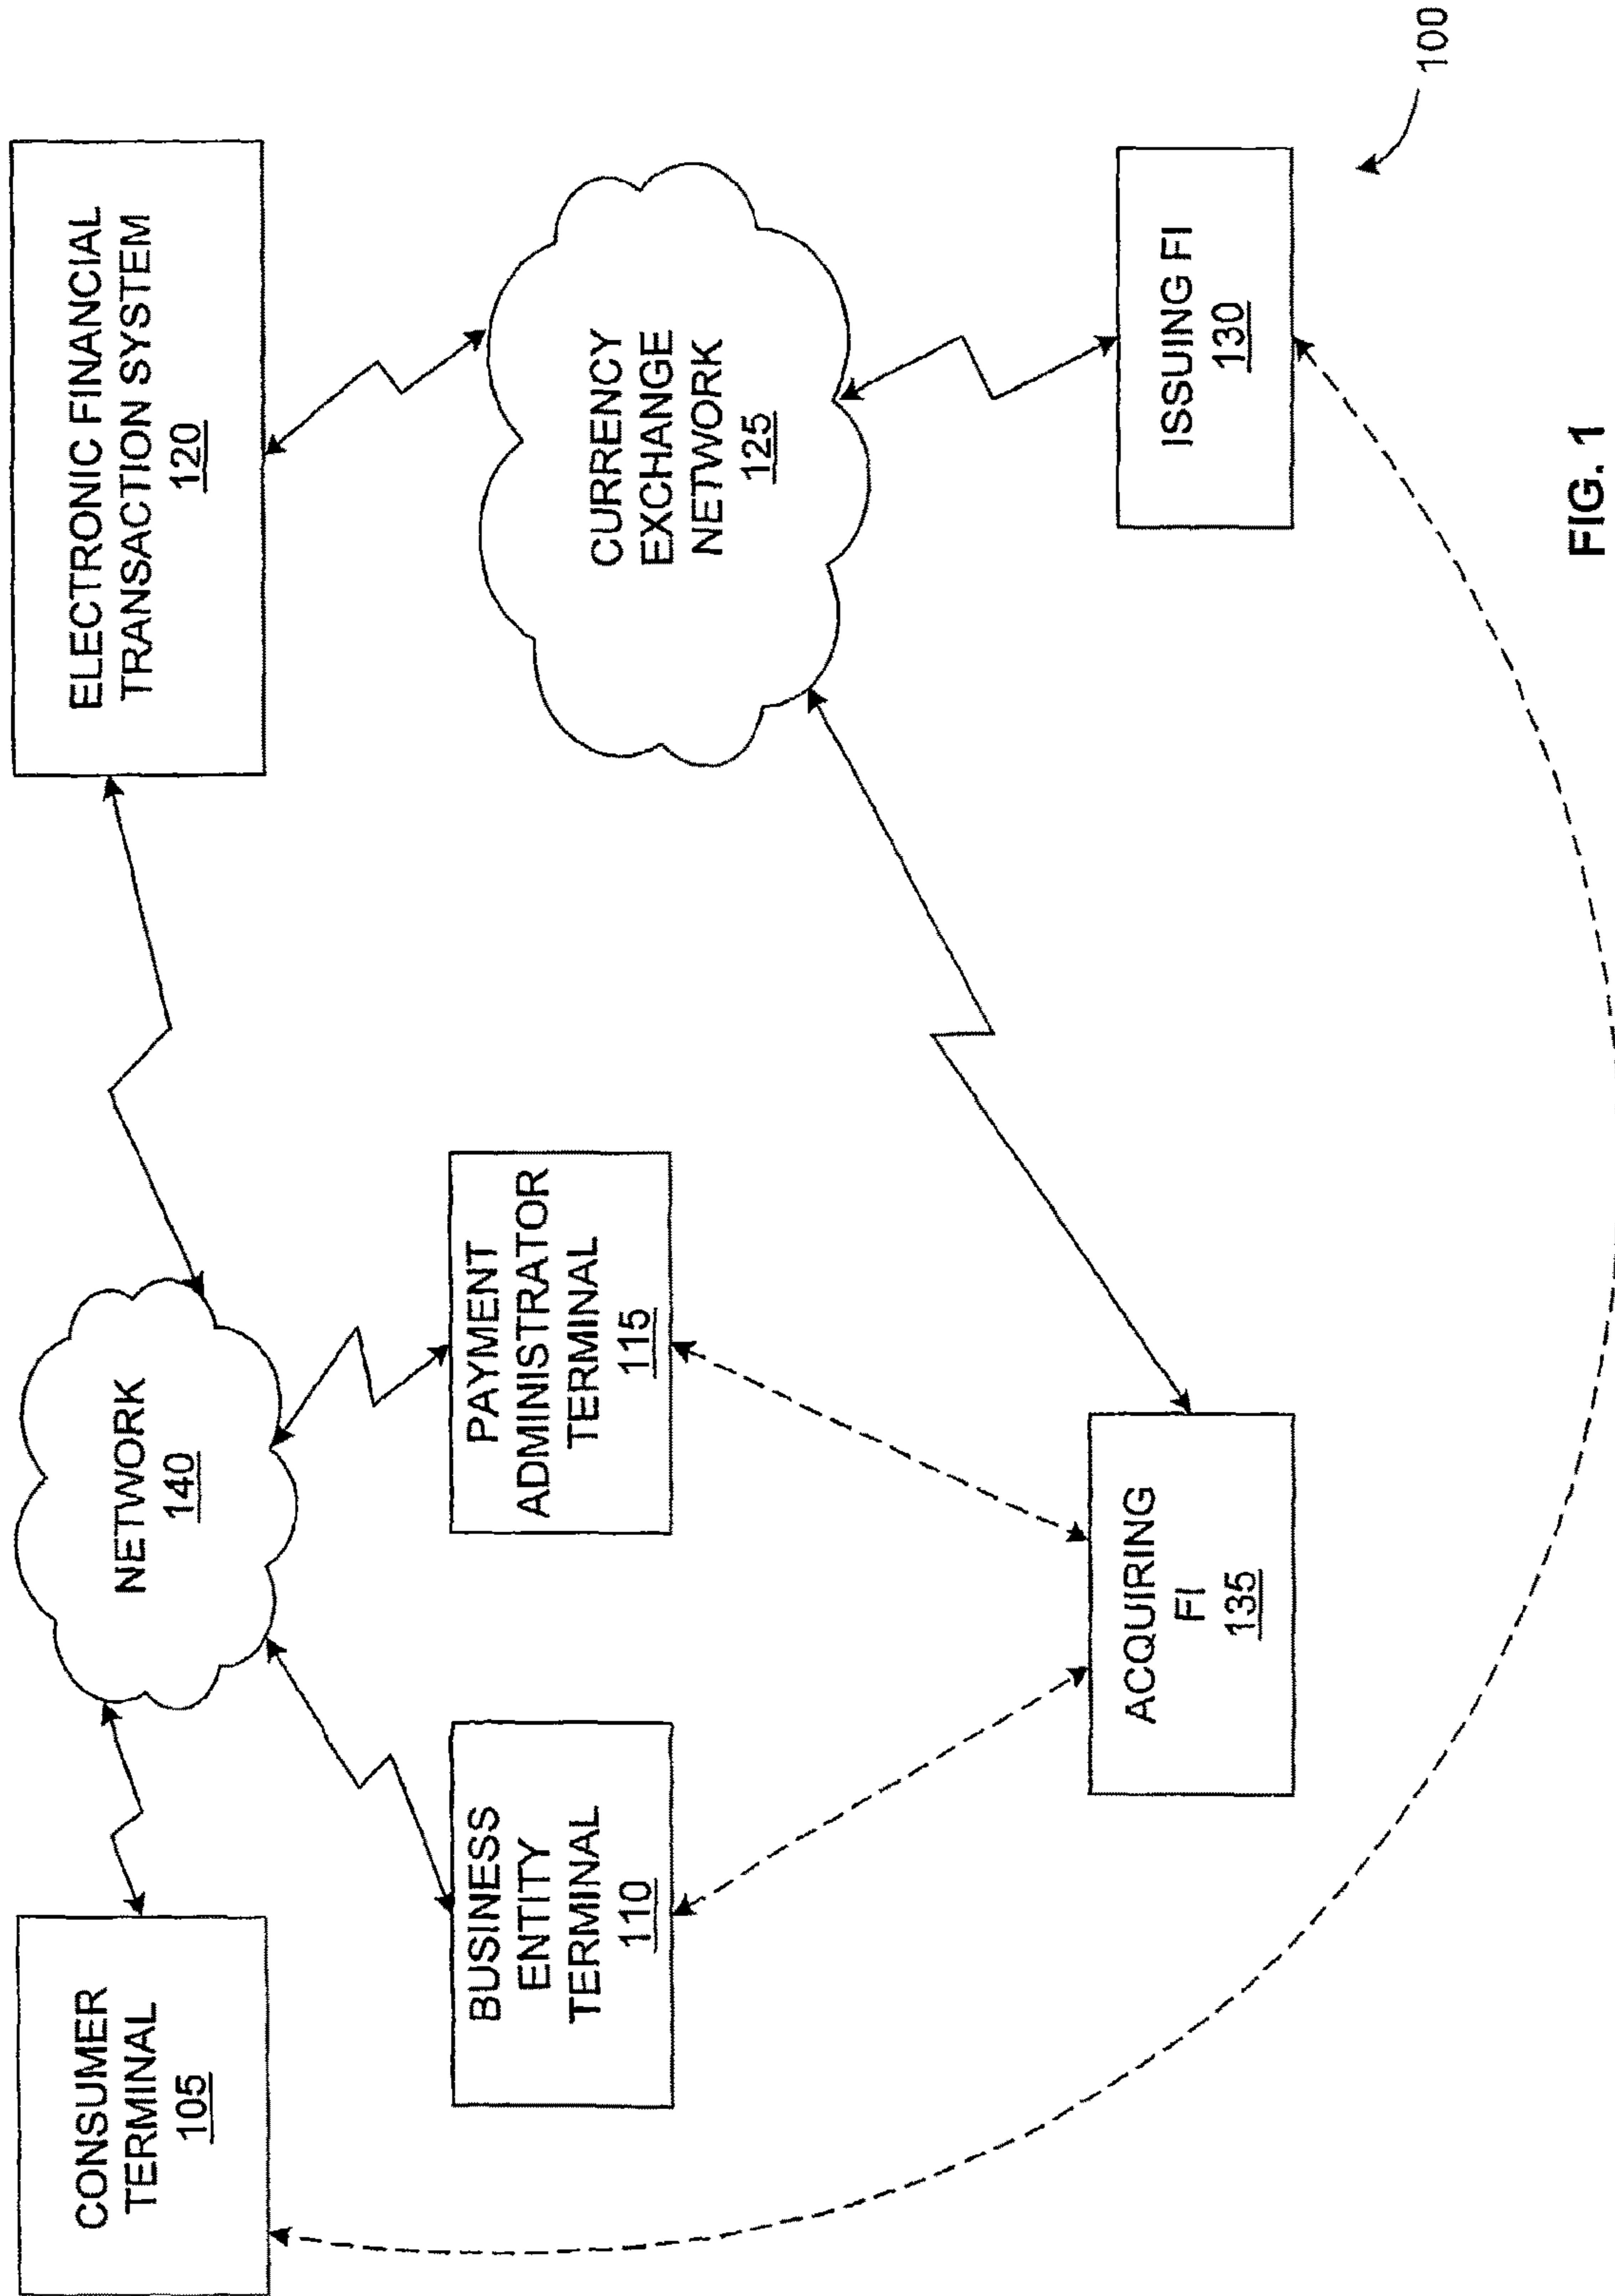 CONSUMER
TERMINAL
105
NETWORK
140
ELECTRONIC FINANCIAL
TRANSACTION SYSTEM
120
BUSINESS
ENTITY
TERMINAL
110
PAYMENT
ADMINISTRATOR
TERMINAL
115
CURRENCY
EXCHANGE
NETWORK
125
ACQUIRING
FI
135
ISSUING FI
130
100
FIG. 1